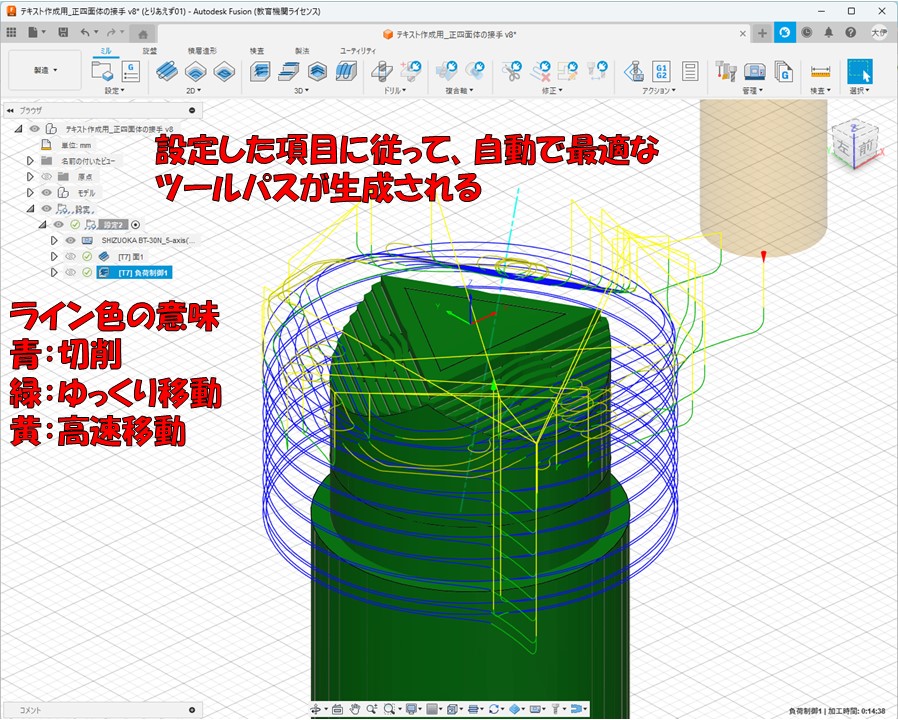 テキスト作成用_正四面体の接手 v8* (とりあえず01) - Autodesk Fusion (教育機関ライセンス)
テキスト作成用_正四面体の接手 v8*
大伊
ミル 旋盤 積層造形 検査 製法 ユーティリティ
製造
G
G1
G2
G
設定 2D 3D ドリル 複合軸 修正 アクション 管理 検査 選択
ブラウザ
テキスト作成用_正四面体の接手 v8
単位: mm
名前の付いたビュー
原点
モデル
設定
設定2
SHIZUOKA BT-30N_5-axis(...
[T7] 面1
[T7] 負荷制御1
設定した項目に従って、自動で最適な
ツールパスが生成される
左 前
Z
X
ライン色の意味
青:切削
緑:ゆっくり移動
黄:高速移動
コメント
負荷制御1 | 加工時間: 0:14:38